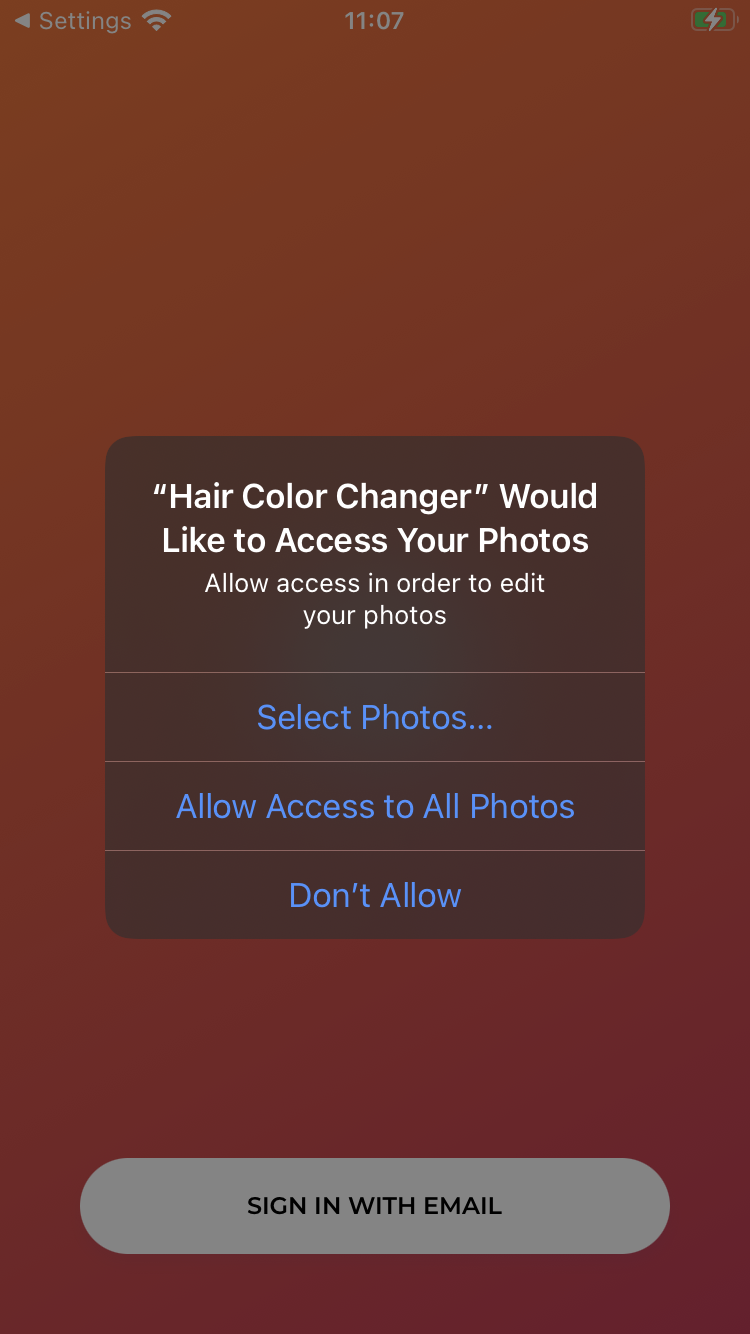 ◀ Settings 11:07
“Hair Color Changer” Would
Like to Access Your Photos
Allow access in order to edit
your photos
Select Photos...
Allow Access to All Photos
Don’t Allow
SIGN IN WITH EMAIL